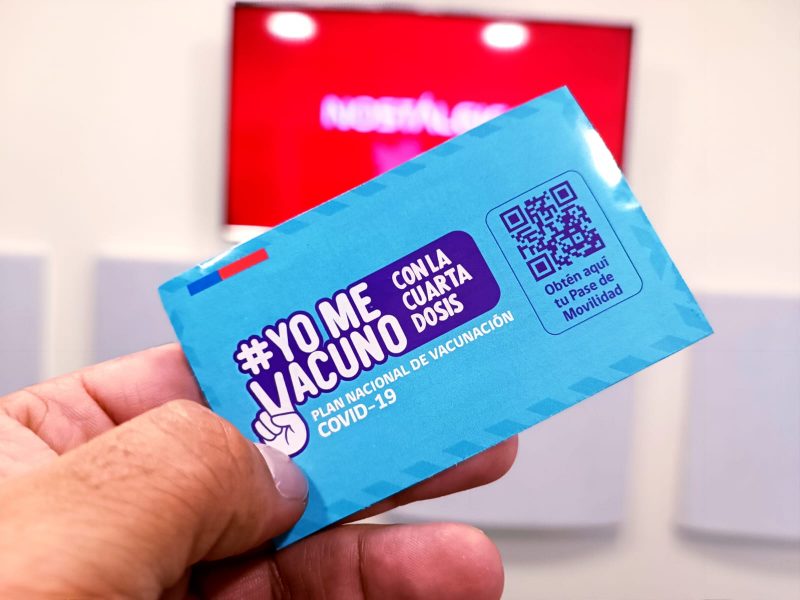 #YO ME
VACUNO
CON LA
CUARTA
DOSIS
PLAN NACIONAL DE VACUNACIÓN
COVID-19
Obtén aquí
tu Pase de
Movilidad